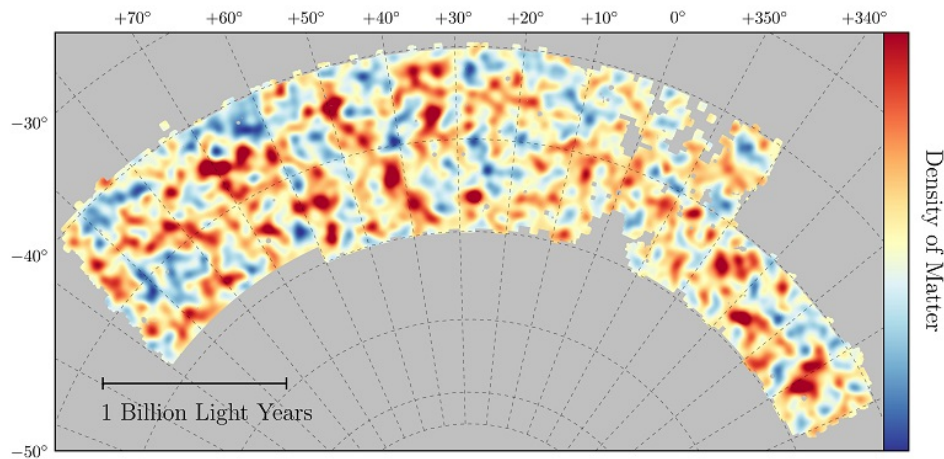 +70° +60° +50° +40° +30° +20° +10° 0° +350° +340°
−30°
−40°
−50°
1 Billion Light Years
Density of Matter